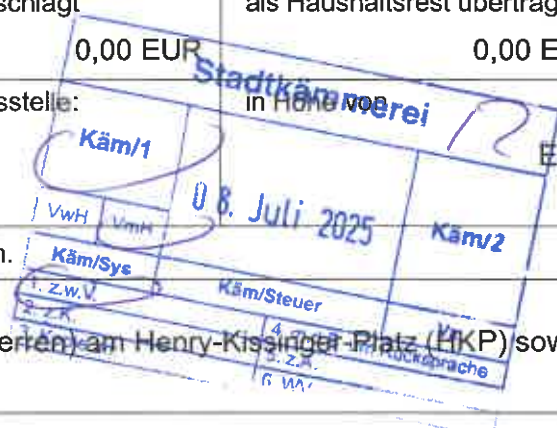 schlagt als Haushaltsrest übertrag
0,00 EUR 0,00 E
Stadtkämmerei
sstelle: in Höhe von
12
E
Käm/1
08. Juli 2025
VwH VmH
Käm/2
n.
Käm/Sys Käm/Steuer
1. z.w.V.
2. z.K. 4. Rücksprache
erren) am Henry-Kissinger-Platz (HKP) sow
5. z.A.
6. WV